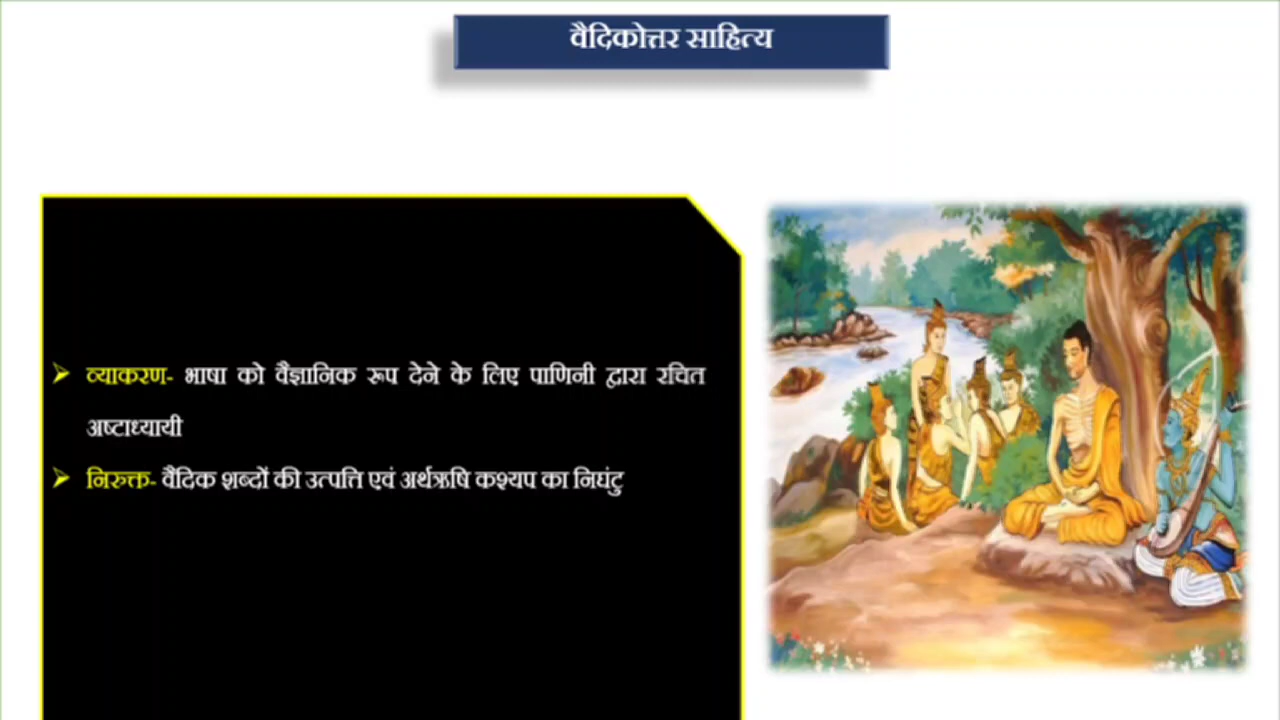 वैदिकोत्तर साहित्य
व्याकरण- भाषा को वैज्ञानिक रूप देने के लिए पाणिनी द्वारा रचित
अष्टाध्यायी
निरुक्त- वैदिक शब्दों की उत्पत्ति एवं अर्थऋषि कश्यप का निघंटु